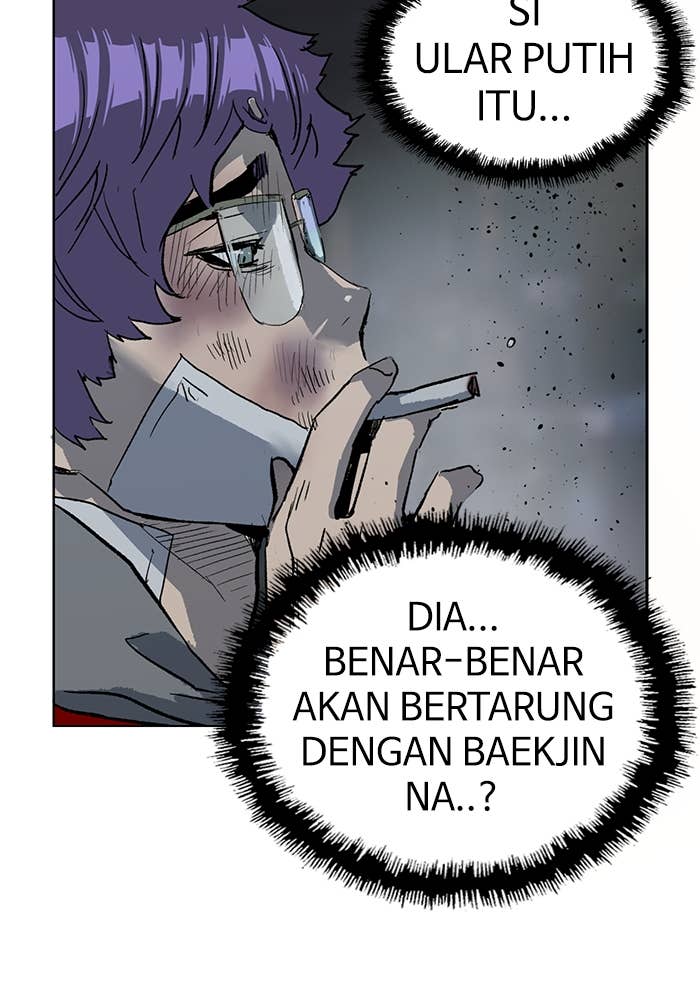 SI
ULAR PUTIH
ITU...
DIA...
BENAR-BENAR
AKAN BERTARUNG
DENGAN BAEKJIN
NA..?